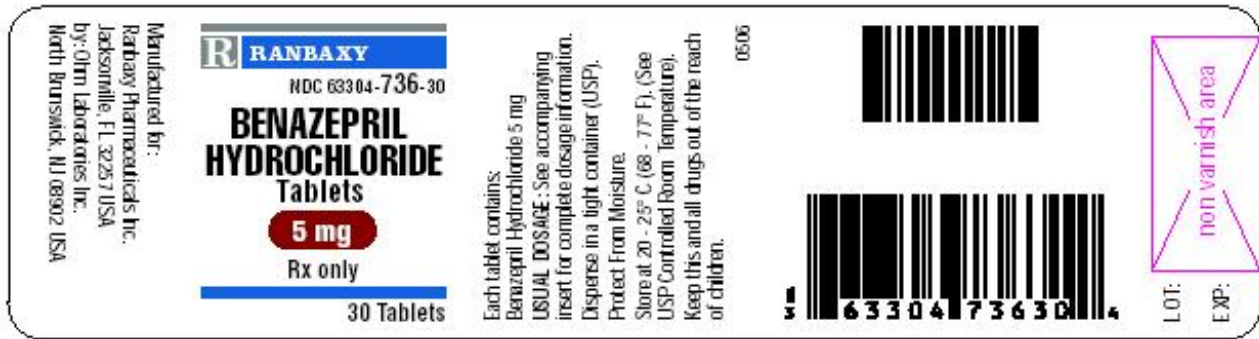 Manufactured for:
Ranbaxy Pharmaceuticals Inc.
Jacksonville, FL 32257 USA
by: Ohm Laboratories Inc.
North Brunswick, NJ 08902 USA
R RANBAXY
NDC 63304-736-30
BENAZEPRIL
HYDROCHLORIDE
Tablets
5 mg
Rx only
30 Tablets
Each tablet contains:
Benazepril Hydrochloride 5 mg
USUAL DOSAGE: See accompanying
insert for complete dosage information.
Dispense in a tight container (USP).
Protect From Moisture.
Store at 20 - 25° C (68 - 77° F). (See
USP Controlled Room Temperature).
Keep this and all drugs out of the reach
of children.
0506
3 63304 73630 4
non varnish area
LOT:
EXP: